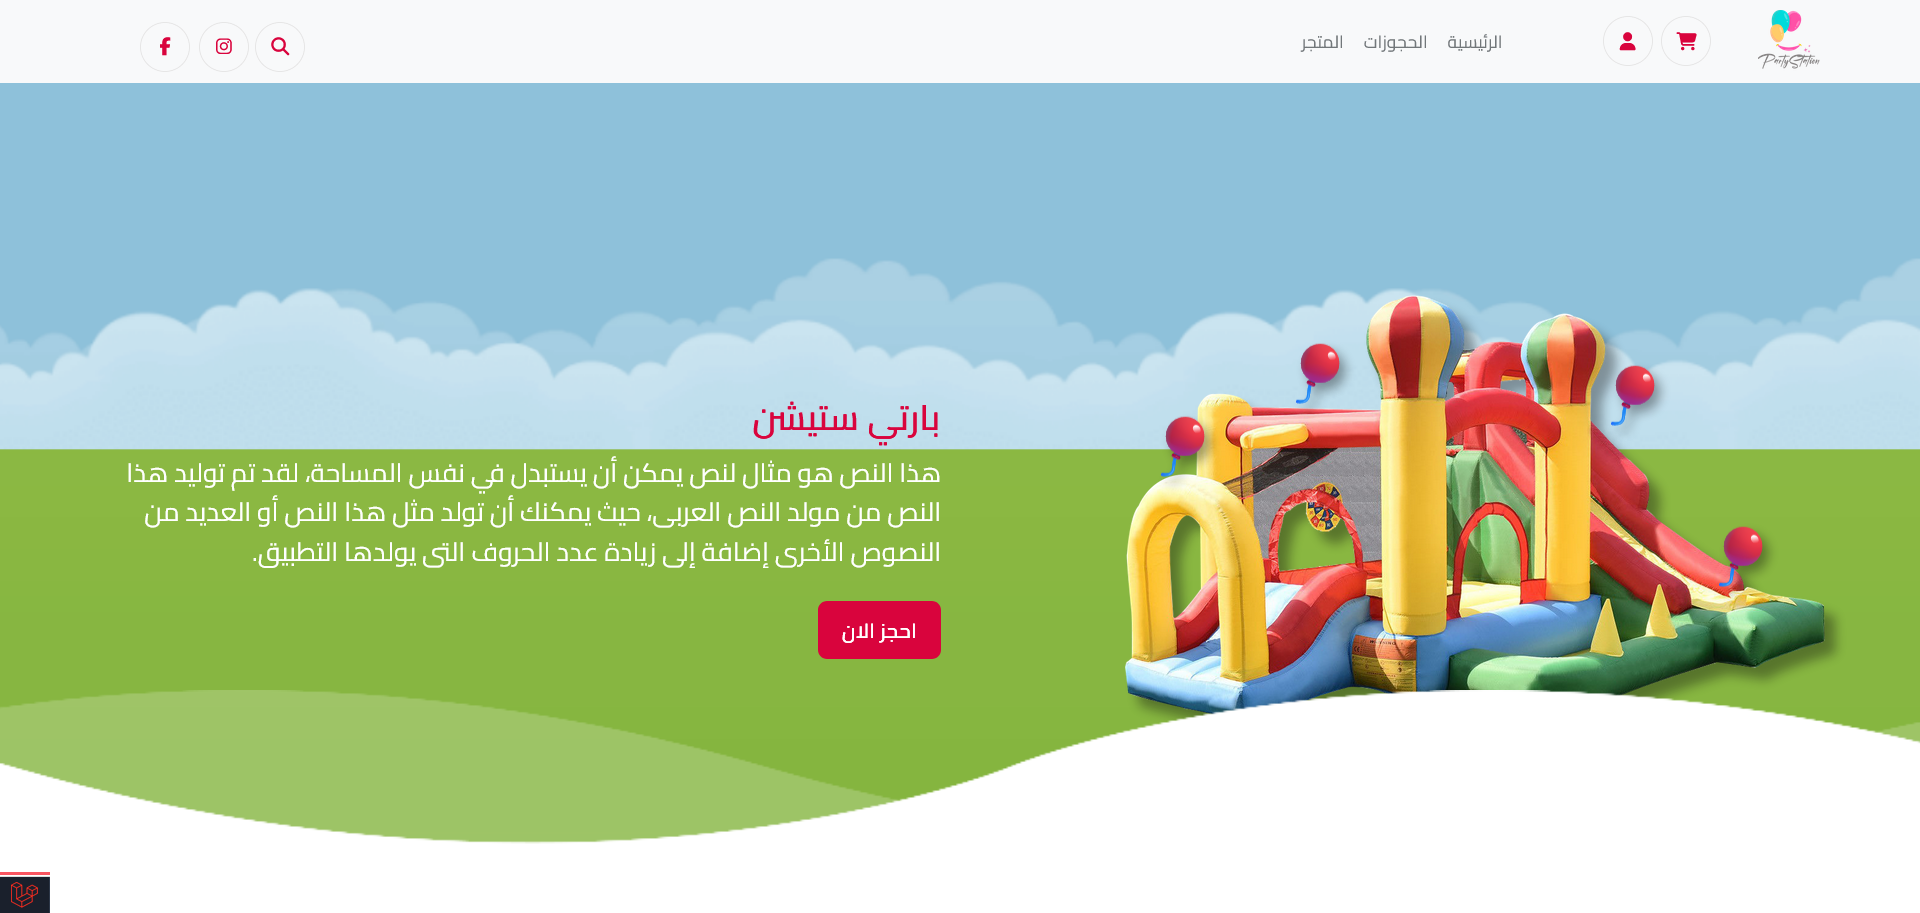 PartyStation
الرئيسية
الحجوزات
المتجر
بارتي ستيشن
هذا النص هو مثال لنص يمكن أن يستبدل في نفس المساحة، لقد تم توليد هذا
النص من مولد النص العربى، حيث يمكنك أن تولد مثل هذا النص أو العديد من
النصوص الأخرى إضافة إلى زيادة عدد الحروف التى يولدها التطبيق.
احجز الان